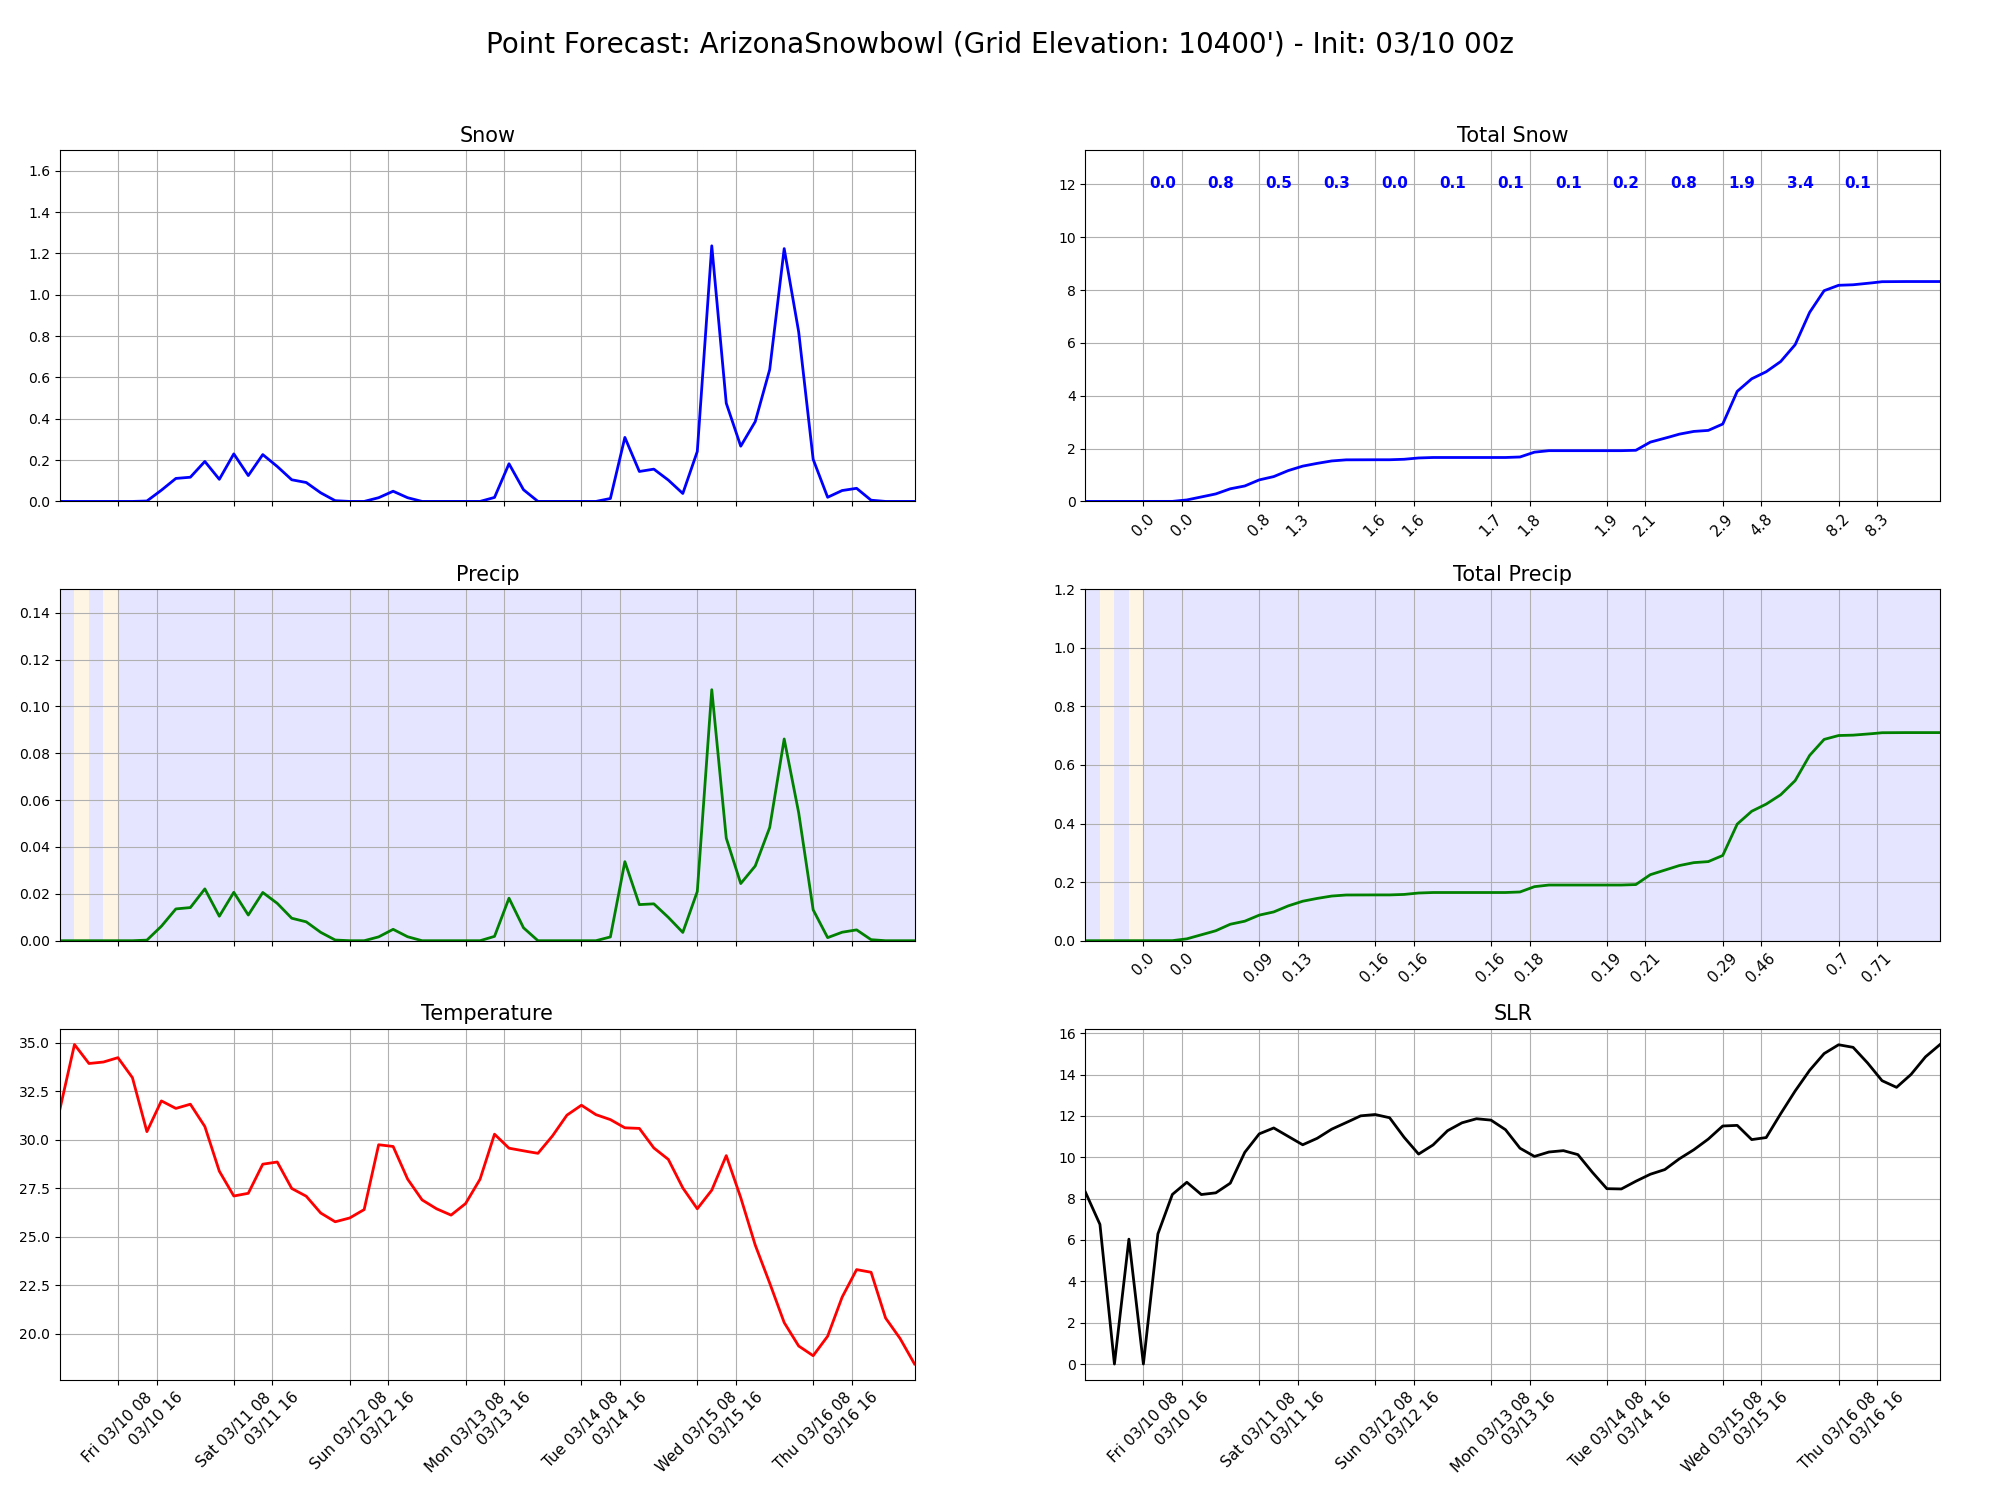 Point Forecast: ArizonaSnowbowl (Grid Elevation: 10400') - Init: 03/10 00z
Snow
1.6
1.4
1.2
1.0
0.8
0.6
0.4
0.2
0.0
Total Snow
0.0 0.8 0.5 0.3 0.0 0.1 0.1 0.1 0.2 0.8 1.9 3.4 0.1
12
10
8
6
4
2
0
0.0 0.0 0.8 1.3 1.6 1.6 1.7 1.8 1.9 2.1 2.9 4.8 8.2 8.3
Precip
0.14
0.12
0.10
0.08
0.06
0.04
0.02
0.00
Total Precip
1.2
1.0
0.8
0.6
0.4
0.2
0.0
0.0 0.0 0.09 0.13 0.16 0.16 0.16 0.18 0.19 0.21 0.29 0.46 0.7 0.71
Temperature
35.0
32.5
30.0
27.5
25.0
22.5
20.0
Fri 03/10 08
03/10 16
Sat 03/11 08
03/11 16
Sun 03/12 08
03/12 16
Mon 03/13 08
03/13 16
Tue 03/14 08
03/14 16
Wed 03/15 08
03/15 16
Thu 03/16 08
03/16 16
SLR
16
14
12
10
8
6
4
2
0
Fri 03/10 08
03/10 16
Sat 03/11 08
03/11 16
Sun 03/12 08
03/12 16
Mon 03/13 08
03/13 16
Tue 03/14 08
03/14 16
Wed 03/15 08
03/15 16
Thu 03/16 08
03/16 16